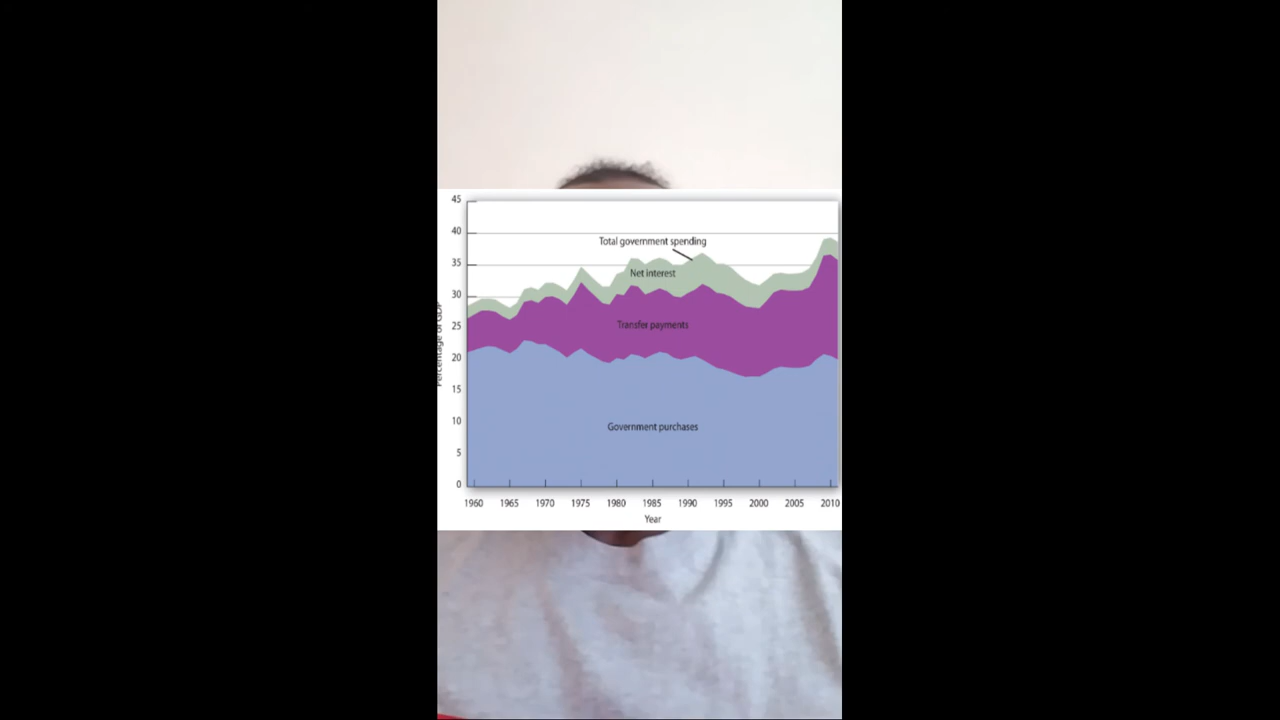 45
40
35
30
25
20
15
10
5
0
Percentage of GDP
Total government spending
Net interest
Transfer payments
Government purchases
1960 1965 1970 1975 1980 1985 1990 1995 2000 2005 2010
Year